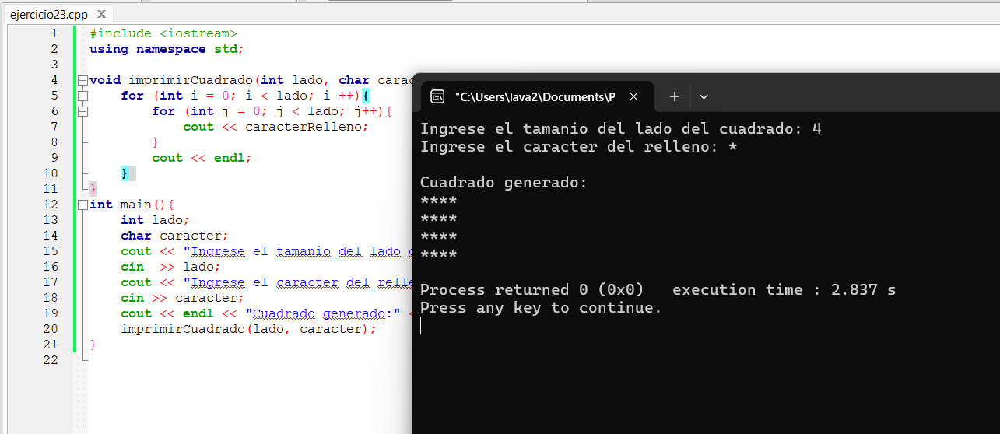 ejercicio23.cpp X
1 #include <iostream>
2 using namespace std;
3
4 void imprimirCuadrado(int lado, char carac
5 for (int i = 0; i < lado; i ++){
6 for (int j = 0; j < lado; j++){
7 cout << caracterRelleno;
8 }
9 cout << endl;
10 }
11 }
12 int main(){
13 int lado;
14 char caracter;
15 cout << "Ingrese el tamanio del lado
16 cin  >> lado;
17 cout << "Ingrese el caracter del relle
18 cin >> caracter;
19 cout << endl << "Cuadrado generado:" <
20 imprimirCuadrado(lado, caracter);
21 }
22
C:\ "C:\Users\lava2\Documents\P
Ingrese el tamanio del lado del cuadrado: 4
Ingrese el caracter del relleno: *
Cuadrado generado:
****
****
****
****
Process returned 0 (0x0)   execution time : 2.837 s
Press any key to continue.